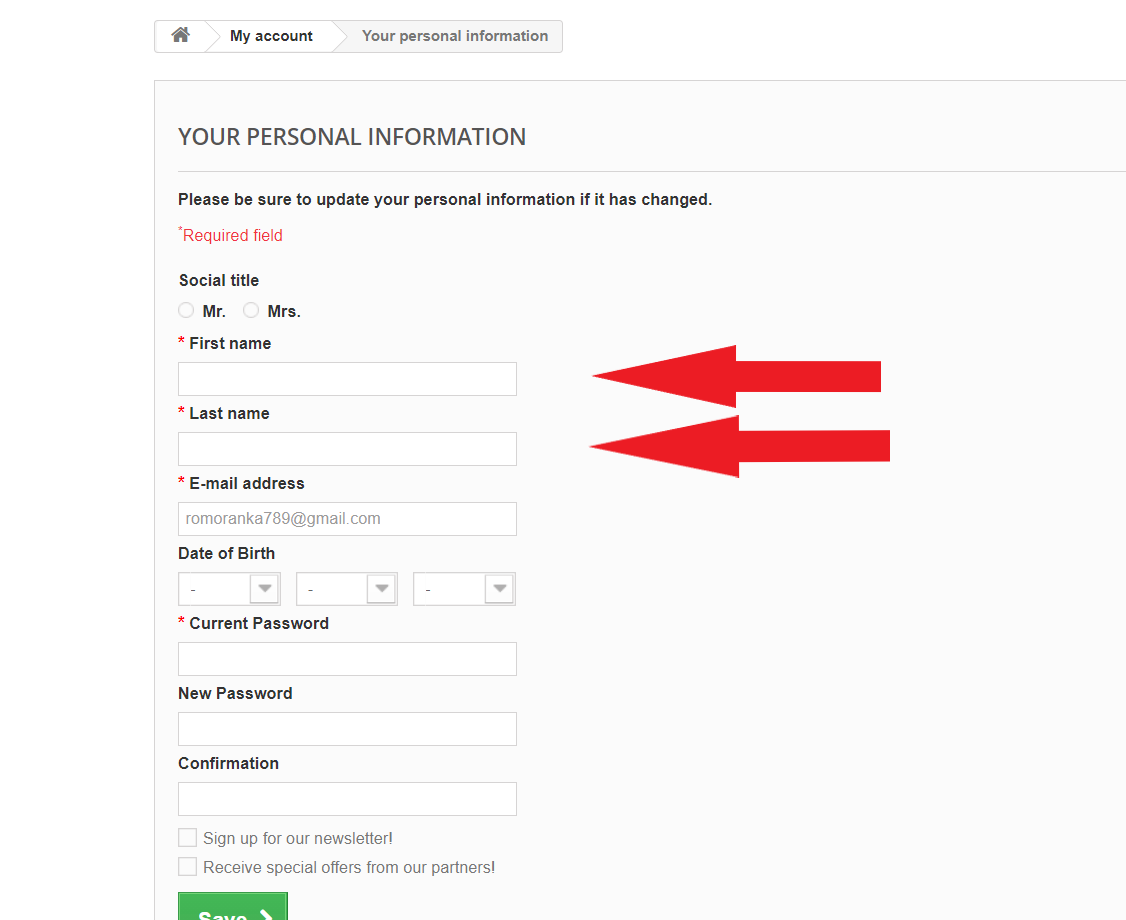 My account
Your personal information
YOUR PERSONAL INFORMATION
Please be sure to update your personal information if it has changed.
*Required field
Social title
Mr. Mrs.
* First name
* Last name
* E-mail address
romoranka789@gmail.com
Date of Birth
- - -
* Current Password
New Password
Confirmation
Sign up for our newsletter!
Receive special offers from our partners!
Save